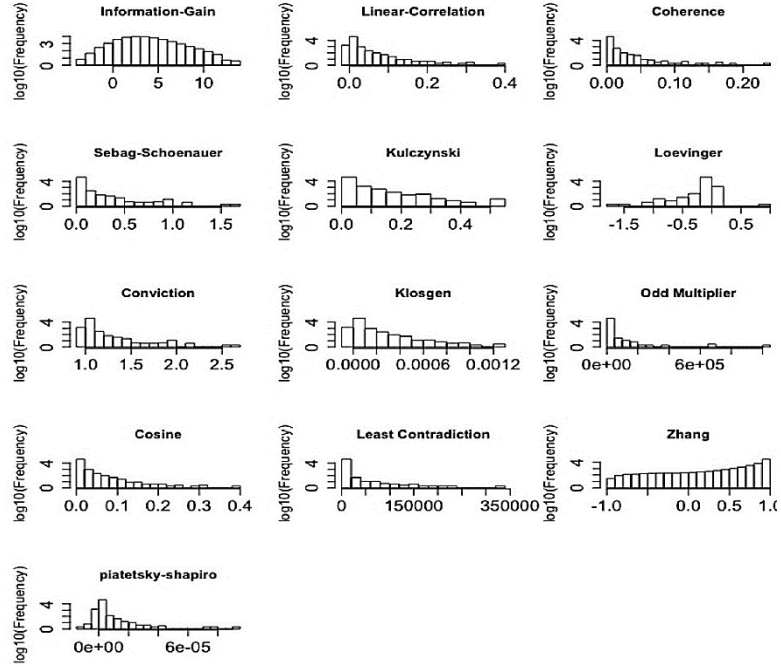 Information-Gain
Linear-Correlation
Coherence
log10(Frequency)
0 3
0 5 10
log10(Frequency)
0 4
0.0 0.2 0.4
log10(Frequency)
0 4
0.00 0.10 0.20
Sebag-Schoenauer
Kulczynski
Loevinger
log10(Frequency)
0 4
0.0 0.5 1.0 1.5
log10(Frequency)
0 4
0.0 0.2 0.4
log10(Frequency)
0 4
-1.5 -0.5 0.5
Conviction
Klosgen
Odd Multiplier
log10(Frequency)
0 4
1.0 1.5 2.0 2.5
log10(Frequency)
0 4
0.0000 0.0006 0.0012
log10(Frequency)
0 4
0e+00 6e+05
Cosine
Least Contradiction
Zhang
log10(Frequency)
0 4
0.0 0.1 0.2 0.3 0.4
log10(Frequency)
0 4
0 150000 350000
log10(Frequency)
0 4
-1.0 0.0 0.5 1.0
piatetsky-shapiro
log10(Frequency)
0 4
0e+00 6e-05